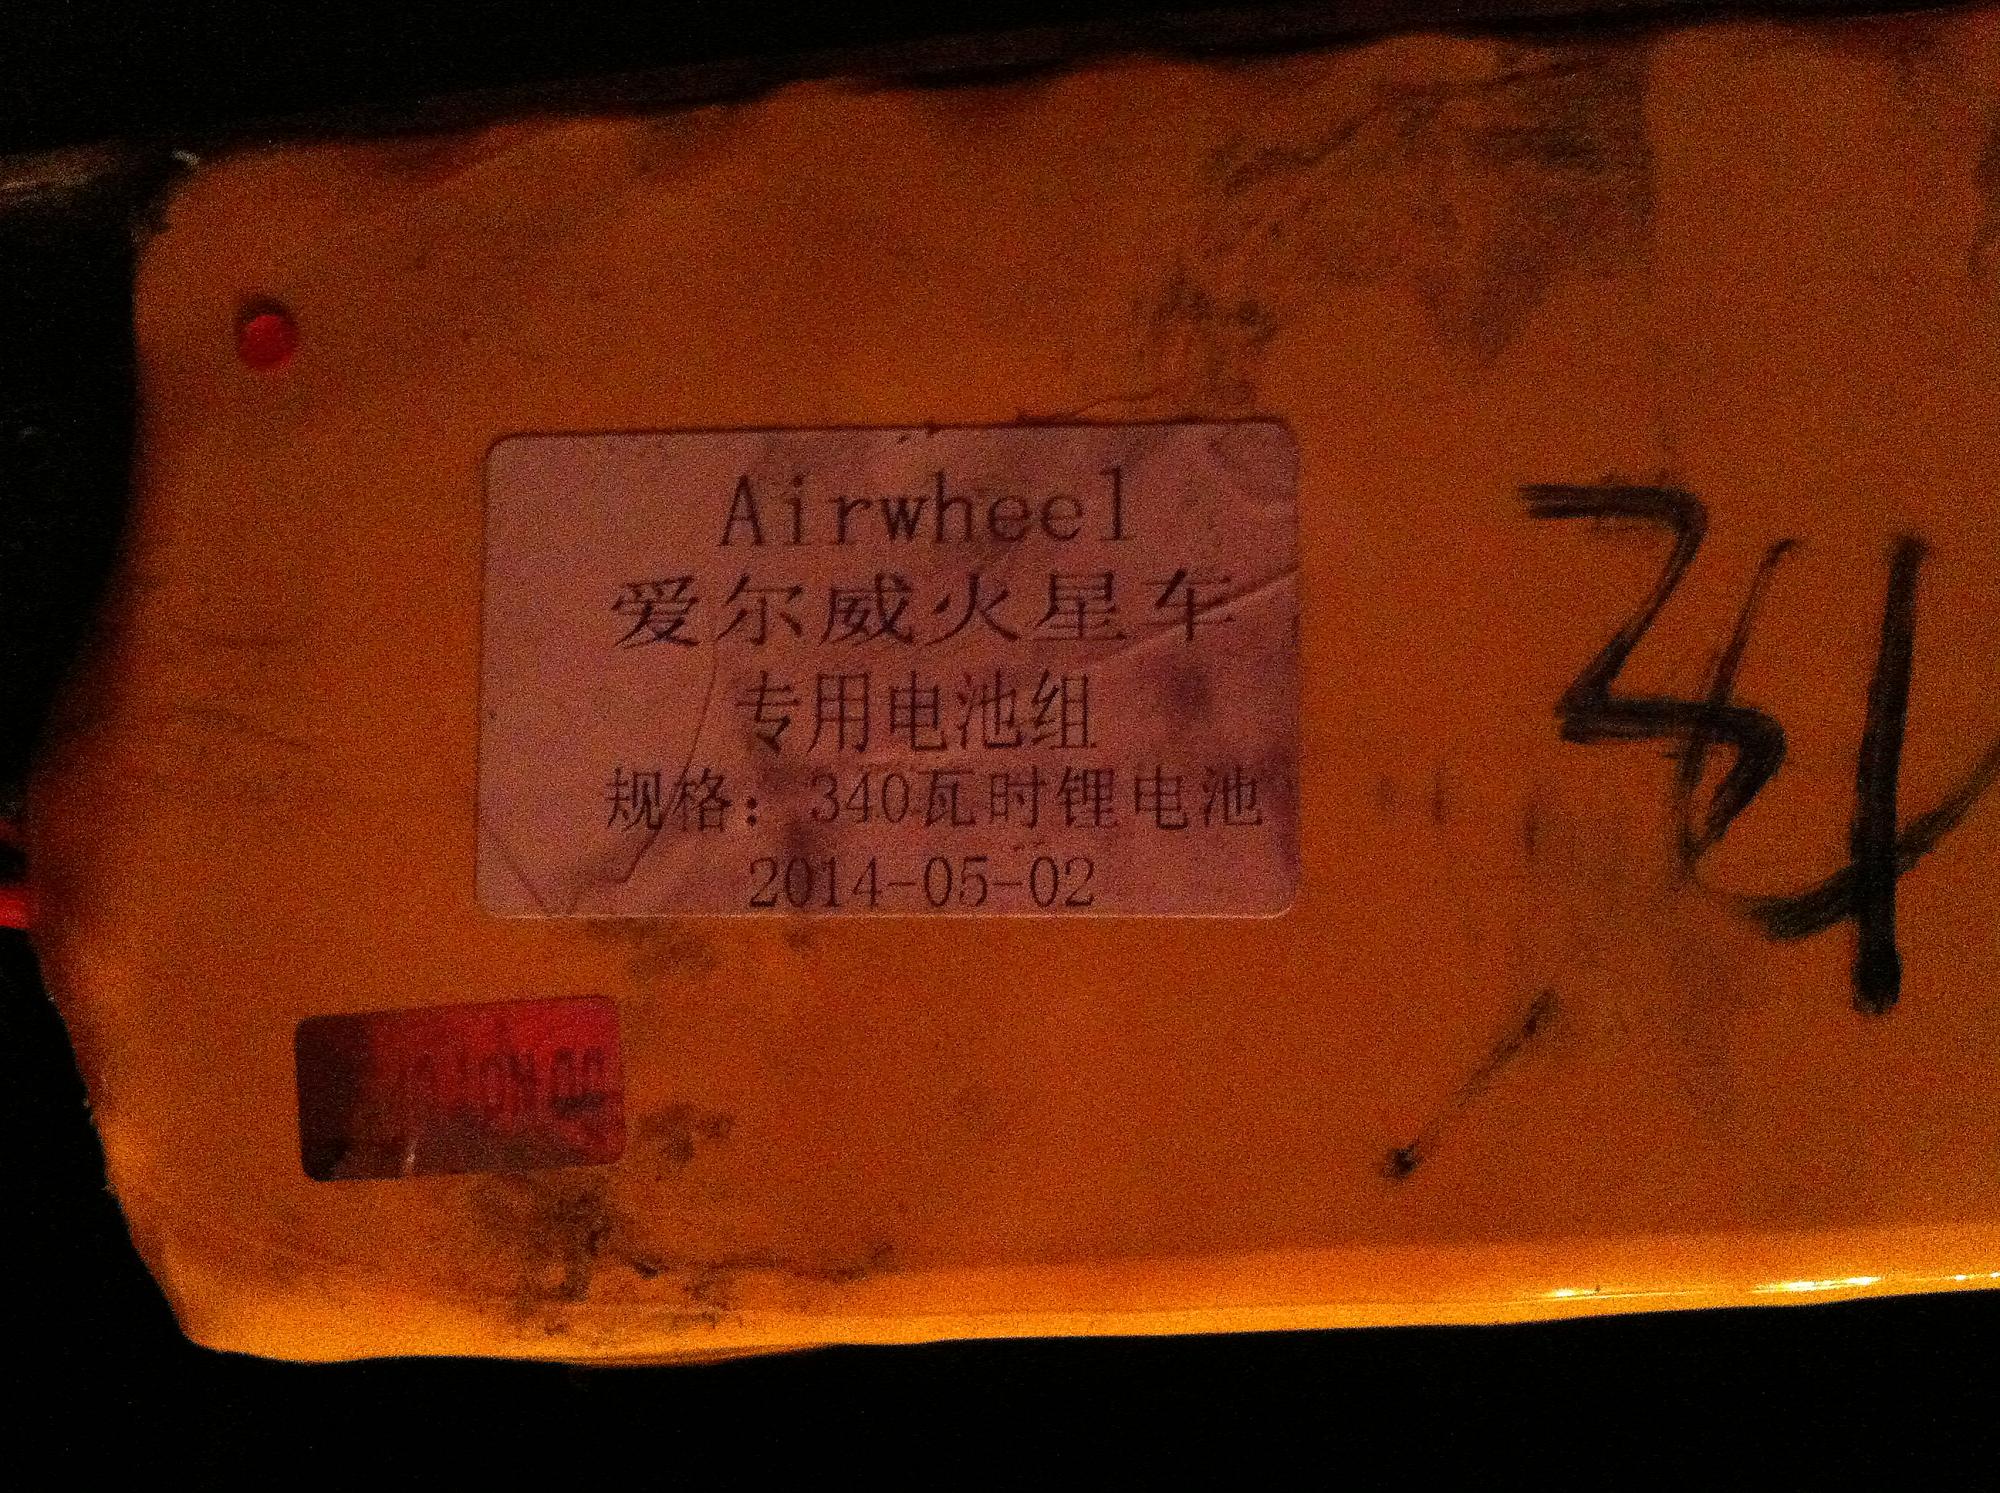 Airwheel
爱尔威火星车
专用电池组
规格：340瓦时锂电池
2014-05-02